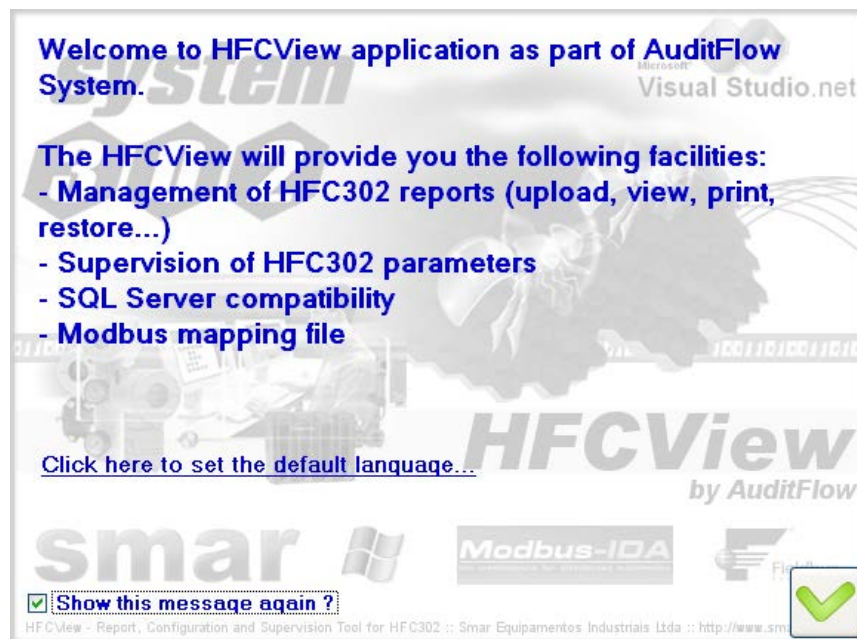 Welcome to HFCView application as part of AuditFlow
System.
system
Microsoft
Visual Studio.net
302
The HFCView will provide you the following facilities:
- Management of HFC302 reports (upload, view, print,
restore...)
- Supervision of HFC302 parameters
- SQL Server compatibility
- Modbus mapping file
HFCView
Click here to set the default language...
by AuditFlow
smar
Modbus-IDA
Show this message again ?
HFCView - Report, Configuration and Supervision Tool for HFC302 :: Smar Equipamentos Industriais Ltda :: http://www.sm